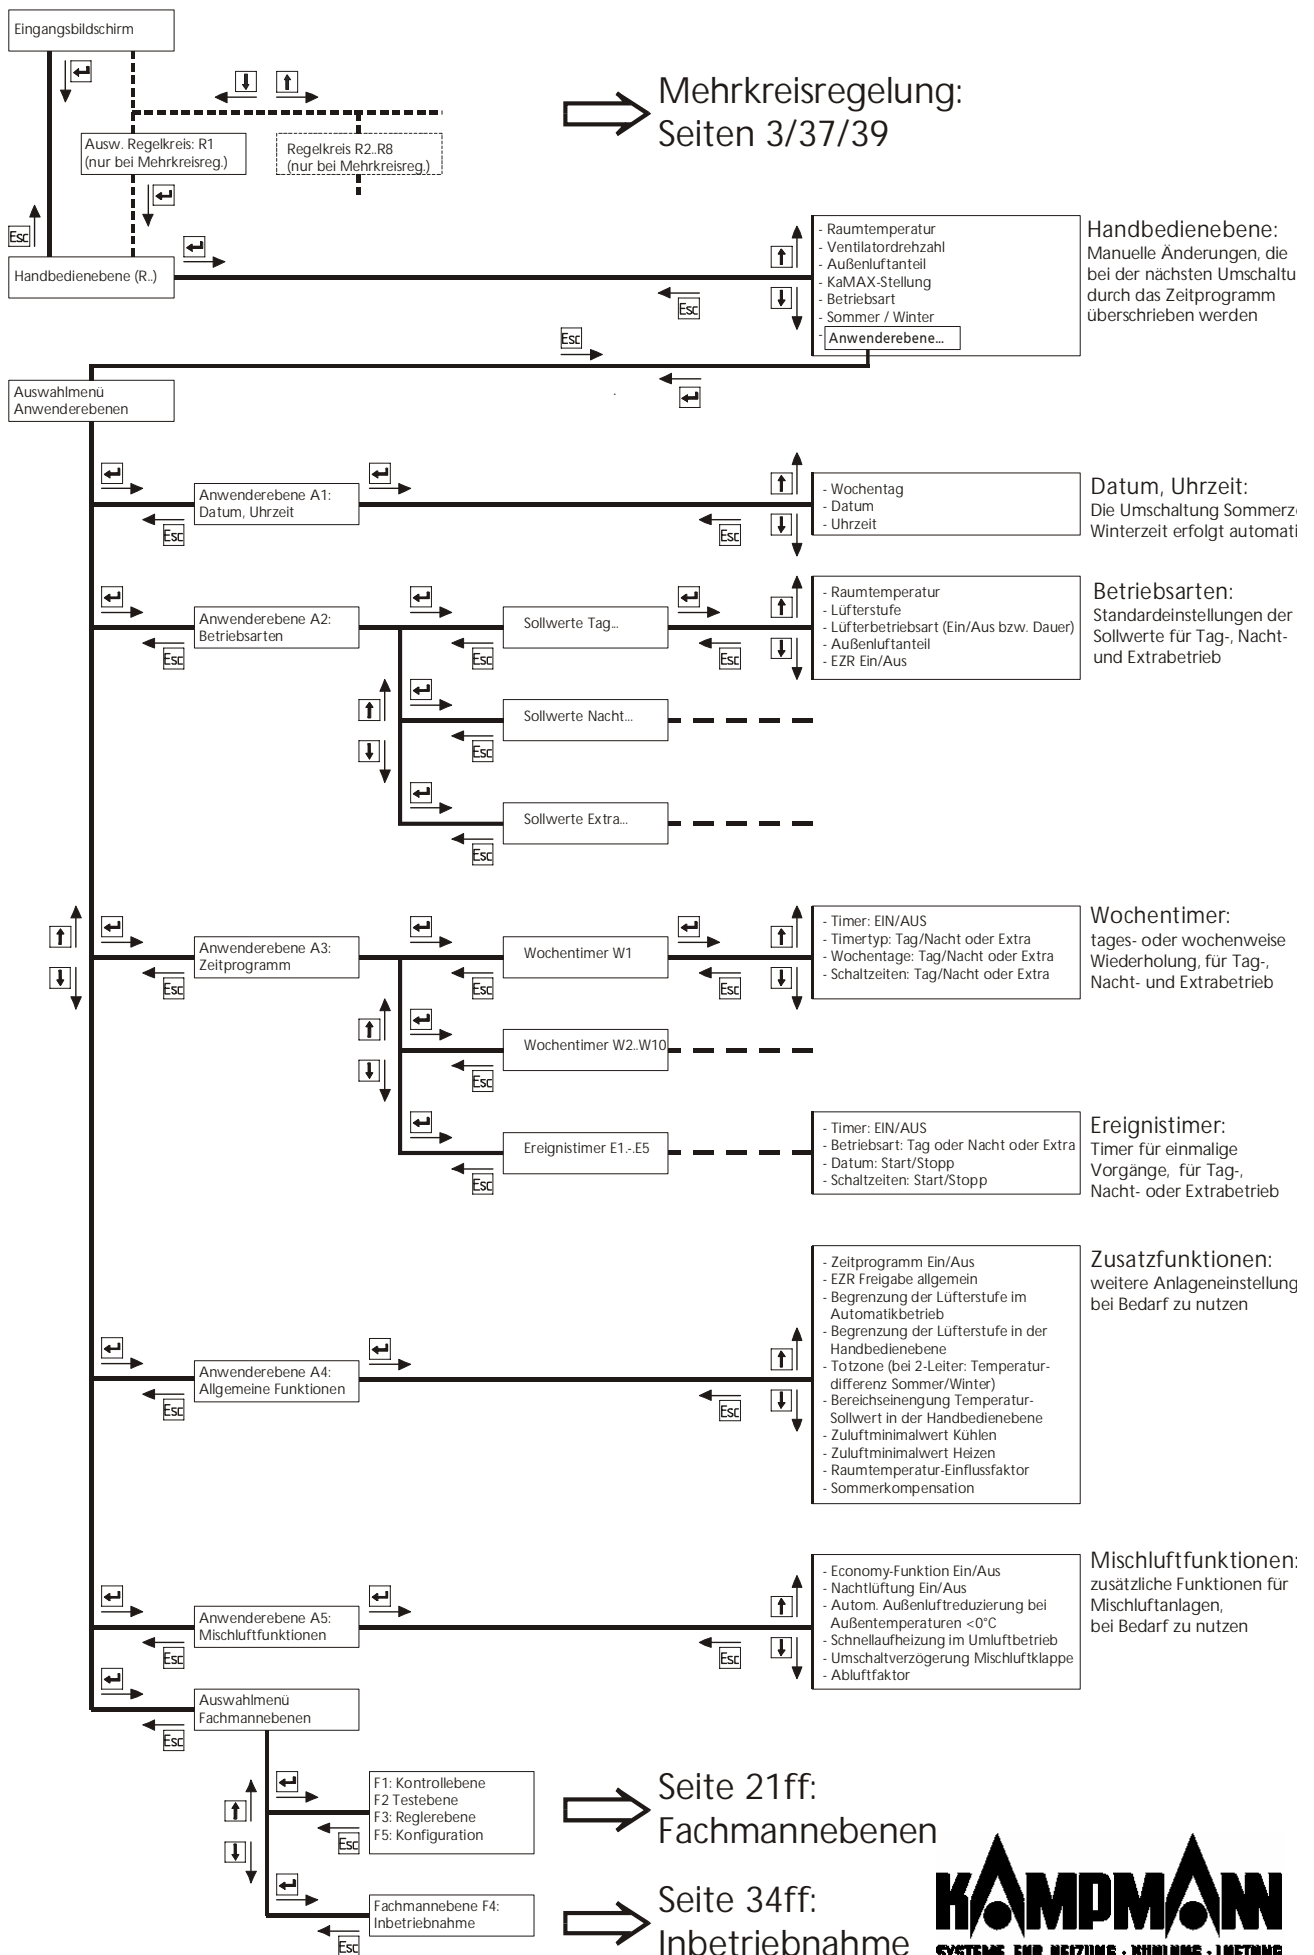 Eingangsbildschirm
Mehrkreisregelung:
Seiten 3/37/39
Ausw. Regelkreis: R1
(nur bei Mehrkreisreg.)
Regelkreis R2..R8
(nur bei Mehrkreisreg.)
Esc
Handbedienebene (R..)
Esc
- Raumtemperatur
- Ventilatordrehzahl
- Außenluftanteil
- KaMAX-Stellung
- Betriebsart
- Sommer / Winter
- Anwenderebene...
Handbedienebene:
Manuelle Änderungen, die
bei der nächsten Umschaltu
durch das Zeitprogramm
überschrieben werden
Esc
Auswahlmenü
Anwenderebenen
Anwenderebene A1:
Datum, Uhrzeit
Esc
Esc
- Wochentag
- Datum
- Uhrzeit
Datum, Uhrzeit:
Die Umschaltung Sommerze
Winterzeit erfolgt automati
Anwenderebene A2:
Betriebsarten
Esc
Sollwerte Tag...
Esc
Esc
- Raumtemperatur
- Lüfterstufe
- Lüfterbetriebsart (Ein/Aus bzw. Dauer)
- Außenluftanteil
- EZR Ein/Aus
Betriebsarten:
Standardeinstellungen der
Sollwerte für Tag-, Nacht-
und Extrabetrieb
Sollwerte Nacht...
Esc
Sollwerte Extra...
Esc
Anwenderebene A3:
Zeitprogramm
Esc
Wochentimer W1
Esc
Esc
- Timer: EIN/AUS
- Timertyp: Tag/Nacht oder Extra
- Wochentage: Tag/Nacht oder Extra
- Schaltzeiten: Tag/Nacht oder Extra
Wochentimer:
tages- oder wochenweise
Wiederholung, für Tag-,
Nacht- und Extrabetrieb
Wochentimer W2..W10
Esc
Ereignistimer E1.-.E5
Esc
- Timer: EIN/AUS
- Betriebsart: Tag oder Nacht oder Extra
- Datum: Start/Stopp
- Schaltzeiten: Start/Stopp
Ereignistimer:
Timer für einmalige
Vorgänge, für Tag-,
Nacht- oder Extrabetrieb
Anwenderebene A4:
Allgemeine Funktionen
Esc
Esc
- Zeitprogramm Ein/Aus
- EZR Freigabe allgemein
- Begrenzung der Lüfterstufe im
Automatikbetrieb
- Begrenzung der Lüfterstufe in der
Handbedienebene
- Totzone (bei 2-Leiter: Temperatur-
differenz Sommer/Winter)
- Bereichseinengung Temperatur-
Sollwert in der Handbedienebene
- Zuluftminimalwert Kühlen
- Zuluftminimalwert Heizen
- Raumtemperatur-Einflussfaktor
- Sommerkompensation
Zusatzfunktionen:
weitere Anlageneinstellung
bei Bedarf zu nutzen
Anwenderebene A5:
Mischluftfunktionen
Esc
Esc
- Economy-Funktion Ein/Aus
- Nachtlüftung Ein/Aus
- Autom. Außenluftreduzierung bei
Außentemperaturen <0°C
- Schnellaufheizung im Umluftbetrieb
- Umschaltverzögerung Mischluftklappe
- Abluftfaktor
Mischluftfunktionen:
zusätzliche Funktionen für
Mischluftanlagen,
bei Bedarf zu nutzen
Auswahlmenü
Fachmannebenen
Esc
F1: Kontrollebene
F2 Testebene
F3: Reglerebene
F5: Konfiguration
Esc
Seite 21ff:
Fachmannebenen
Fachmannebene F4:
Inbetriebnahme
Esc
Seite 34ff:
Inbetriebnahme
KAMPMANN
SYSTEME FÜR HEIZUNG · KÜHLUNG · LÜFTUNG